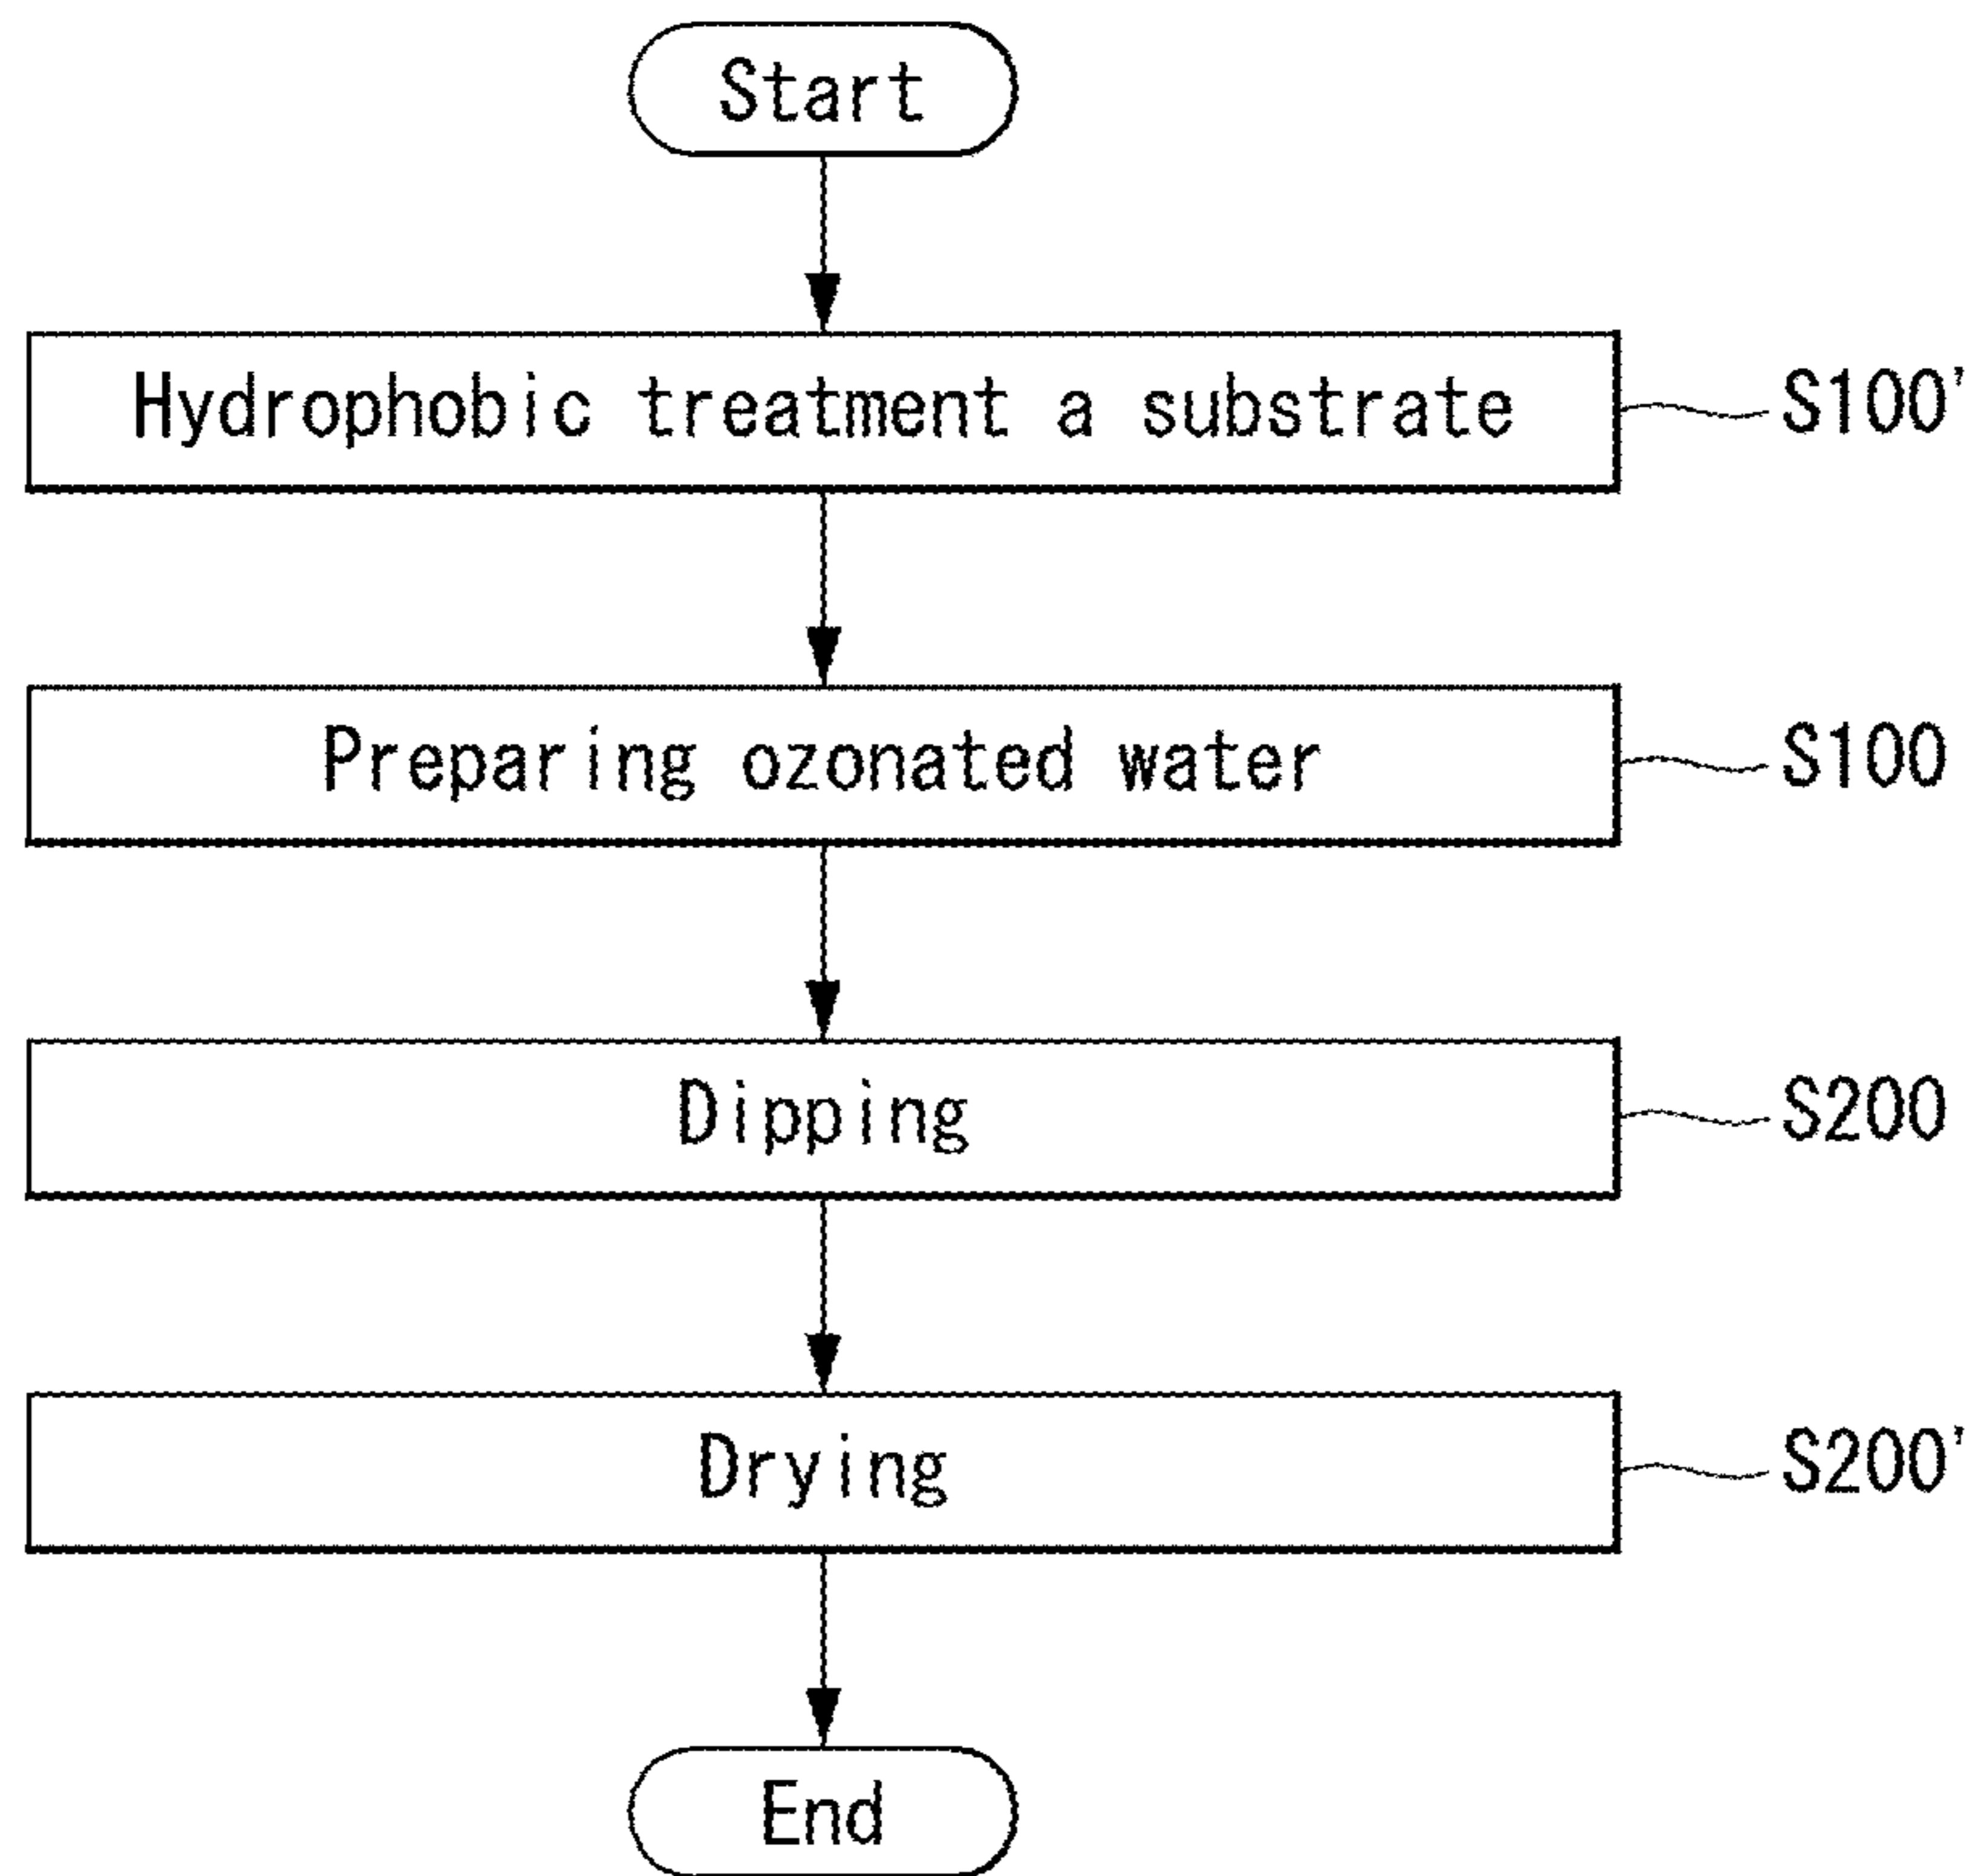 Start
Hydrophobic treatment a substrate
S100'
Preparing ozonated water
S100
Dipping
S200
Drying
S200'
End